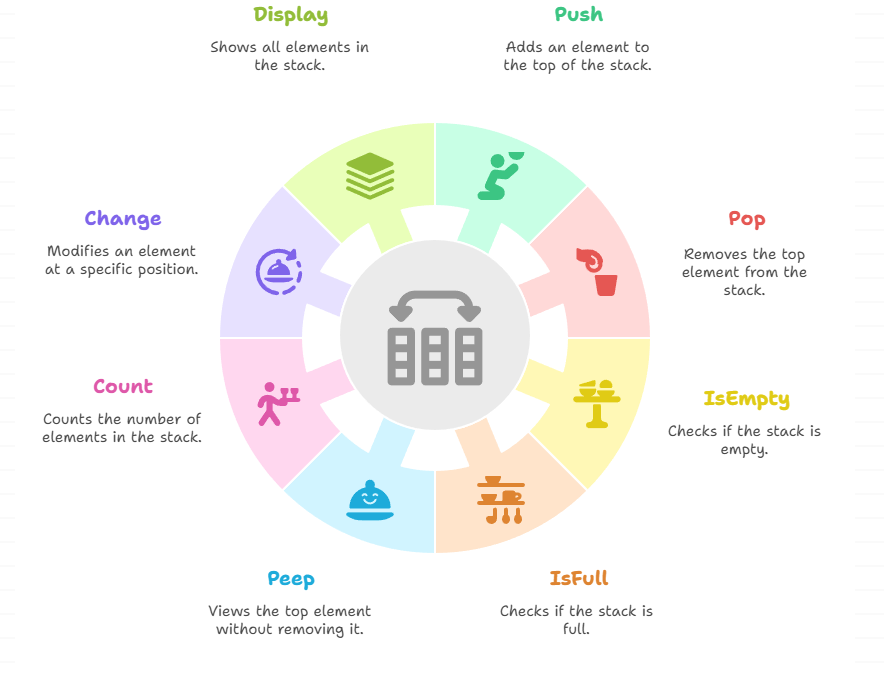 Display
Shows all elements in
the stack.
Push
Adds an element to
the top of the stack.
Pop
Removes the top
element from the
stack.
IsEmpty
Checks if the stack is
empty.
IsFull
Checks if the stack is
full.
Peep
Views the top element
without removing it.
Count
Counts the number of
elements in the stack.
Change
Modifies an element
at a specific position.